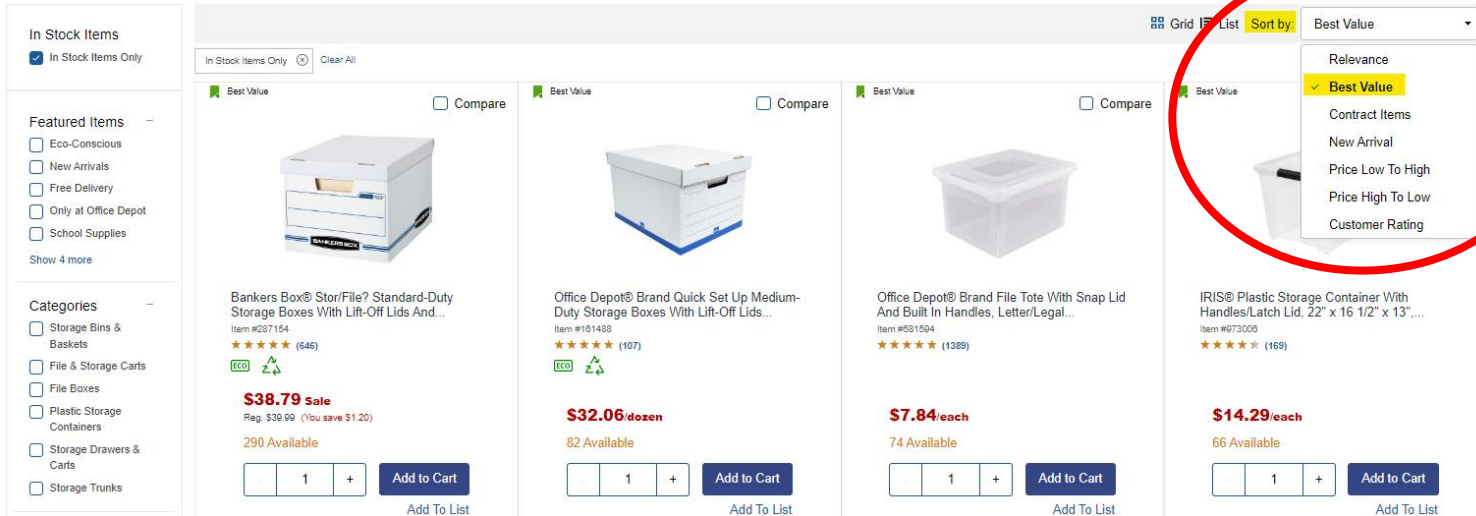 In Stock Items
In Stock Items Only
Featured Items
Eco-Conscious
New Arrivals
Free Delivery
Only at Office Depot
School Supplies
Show 4 more
Categories
Storage Bins &
Baskets
File & Storage Carts
File Boxes
Plastic Storage
Containers
Storage Drawers &
Carts
Storage Trunks
Grid List Sort by: Best Value
Relevance
Best Value
Contract Items
New Arrival
Price Low To High
Price High To Low
Customer Rating
In Stock Items Only Clear All
Best Value
Compare
BANKERS BOX
Bankers Box® Stor/File? Standard-Duty
Storage Boxes With Lift-Off Lids And...
Item #287154
(646)
ECO
$38.79 Sale
Reg. $39.99 (You save $1.20)
290 Available
- 1 + Add to Cart
Add To List
Best Value
Compare
Office Depot® Brand Quick Set Up Medium-
Duty Storage Boxes With Lift-Off Lids...
Item #161488
(107)
ECO
$32.06/dozen
82 Available
- 1 + Add to Cart
Add To List
Best Value
Compare
Office Depot® Brand File Tote With Snap Lid
And Built In Handles, Letter/Legal...
Item #581594
(1389)
$7.84/each
74 Available
- 1 + Add to Cart
Add To List
Best Value
IRIS® Plastic Storage Container With
Handles/Latch Lid, 22" x 16 1/2" x 13",...
Item #973006
(169)
$14.29/each
66 Available
- 1 + Add to Cart
Add To List